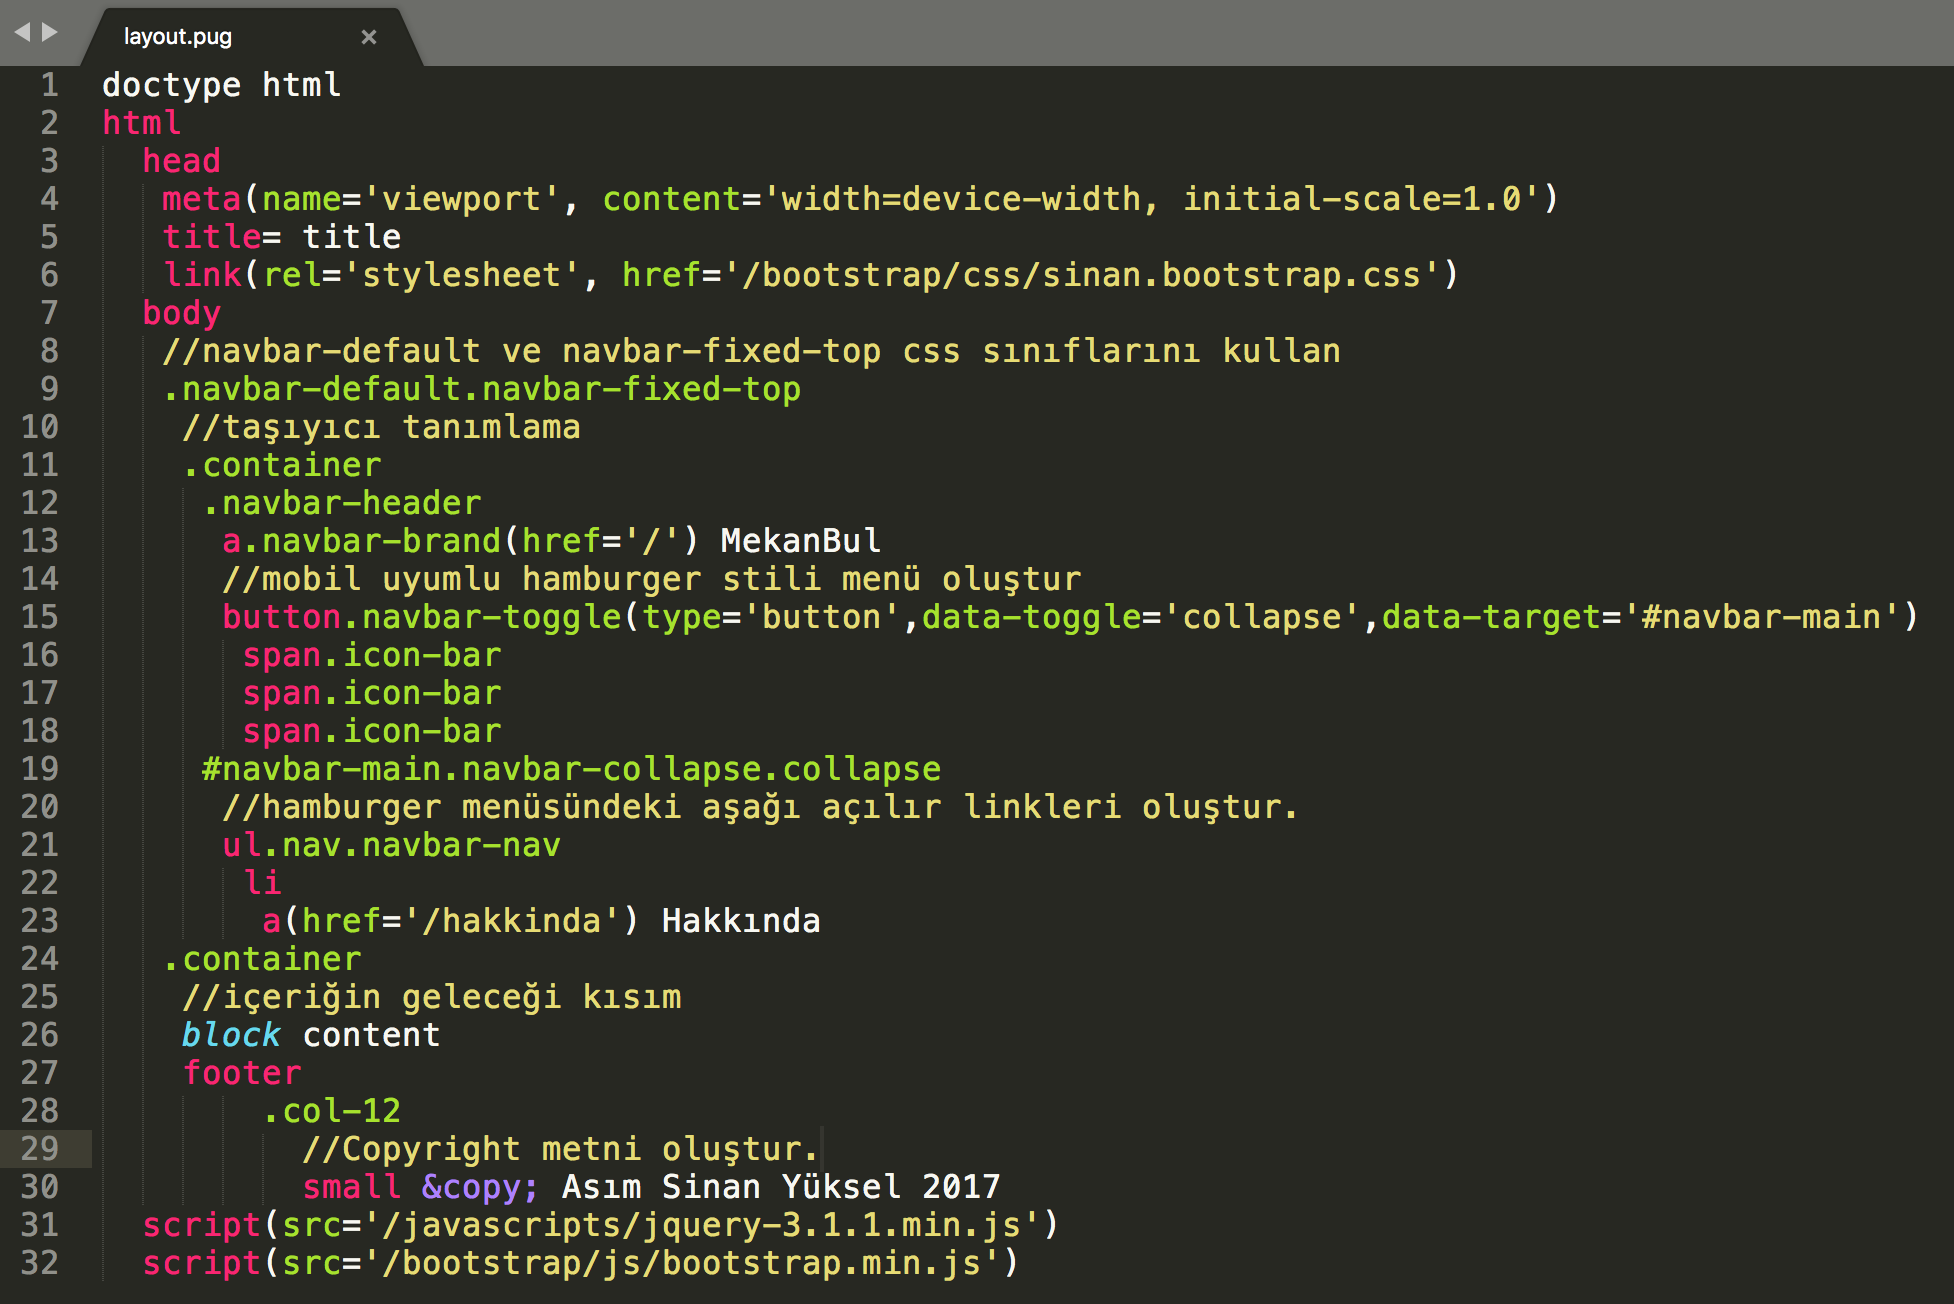 layout.pug ×
1 doctype html
2 html
3   head
4    meta(name='viewport', content='width=device-width, initial-scale=1.0')
5    title= title
6    link(rel='stylesheet', href='/bootstrap/css/sinan.bootstrap.css')
7   body
8    //navbar-default ve navbar-fixed-top css sınıflarını kullan
9    .navbar-default.navbar-fixed-top
10     //taşıyıcı tanımlama
11     .container
12      .navbar-header
13       a.navbar-brand(href='/') MekanBul
14       //mobil uyumlu hamburger stili menü oluştur
15       button.navbar-toggle(type='button',data-toggle='collapse',data-target='#navbar-main')
16        span.icon-bar
17        span.icon-bar
18        span.icon-bar
19      #navbar-main.navbar-collapse.collapse
20       //hamburger menüsündeki aşağı açılır linkleri oluştur.
21       ul.nav.navbar-nav
22        li
23         a(href='/hakkinda') Hakkında
24    .container
25     //içeriğin geleceği kısım
26     block content
27     footer
28         .col-12
29           //Copyright metni oluştur.
30           small &copy; Asım Sinan Yüksel 2017
31   script(src='/javascripts/jquery-3.1.1.min.js')
32   script(src='/bootstrap/js/bootstrap.min.js')